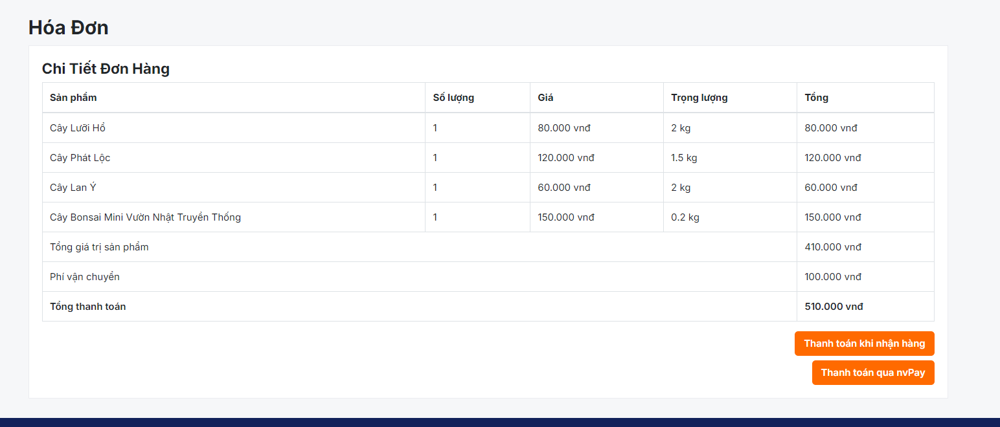 Hóa Đơn
Chi Tiết Đơn Hàng
Sản phẩm Số lượng Giá Trọng lượng Tổng
Cây Lưỡi Hổ 1 80.000 vnđ 2 kg 80.000 vnđ
Cây Phát Lộc 1 120.000 vnđ 1.5 kg 120.000 vnđ
Cây Lan Ý 1 60.000 vnđ 2 kg 60.000 vnđ
Cây Bonsai Mini Vườn Nhật Truyền Thống 1 150.000 vnđ 0.2 kg 150.000 vnđ
Tổng giá trị sản phẩm 410.000 vnđ
Phí vận chuyển 100.000 vnđ
Tổng thanh toán 510.000 vnđ
Thanh toán khi nhận hàng
Thanh toán qua nvPay